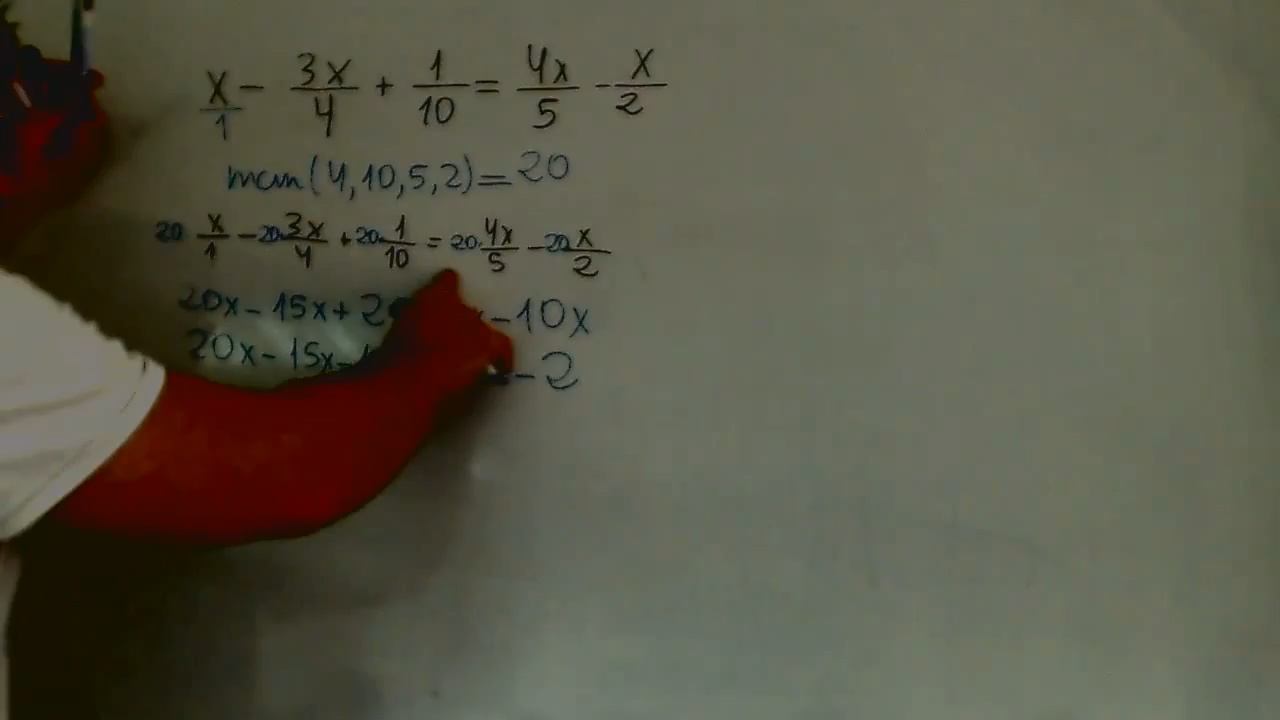 x/1 - 3x/4 + 1/10 = 4x/5 - x/2
mcm(4,10,5,2)=20
20 x/1 - 20·3x/4 + 20·1/10 = 20·4x/5 - 20 x/2
20x - 15x + 2 - 10x
20x - 15x - - 2